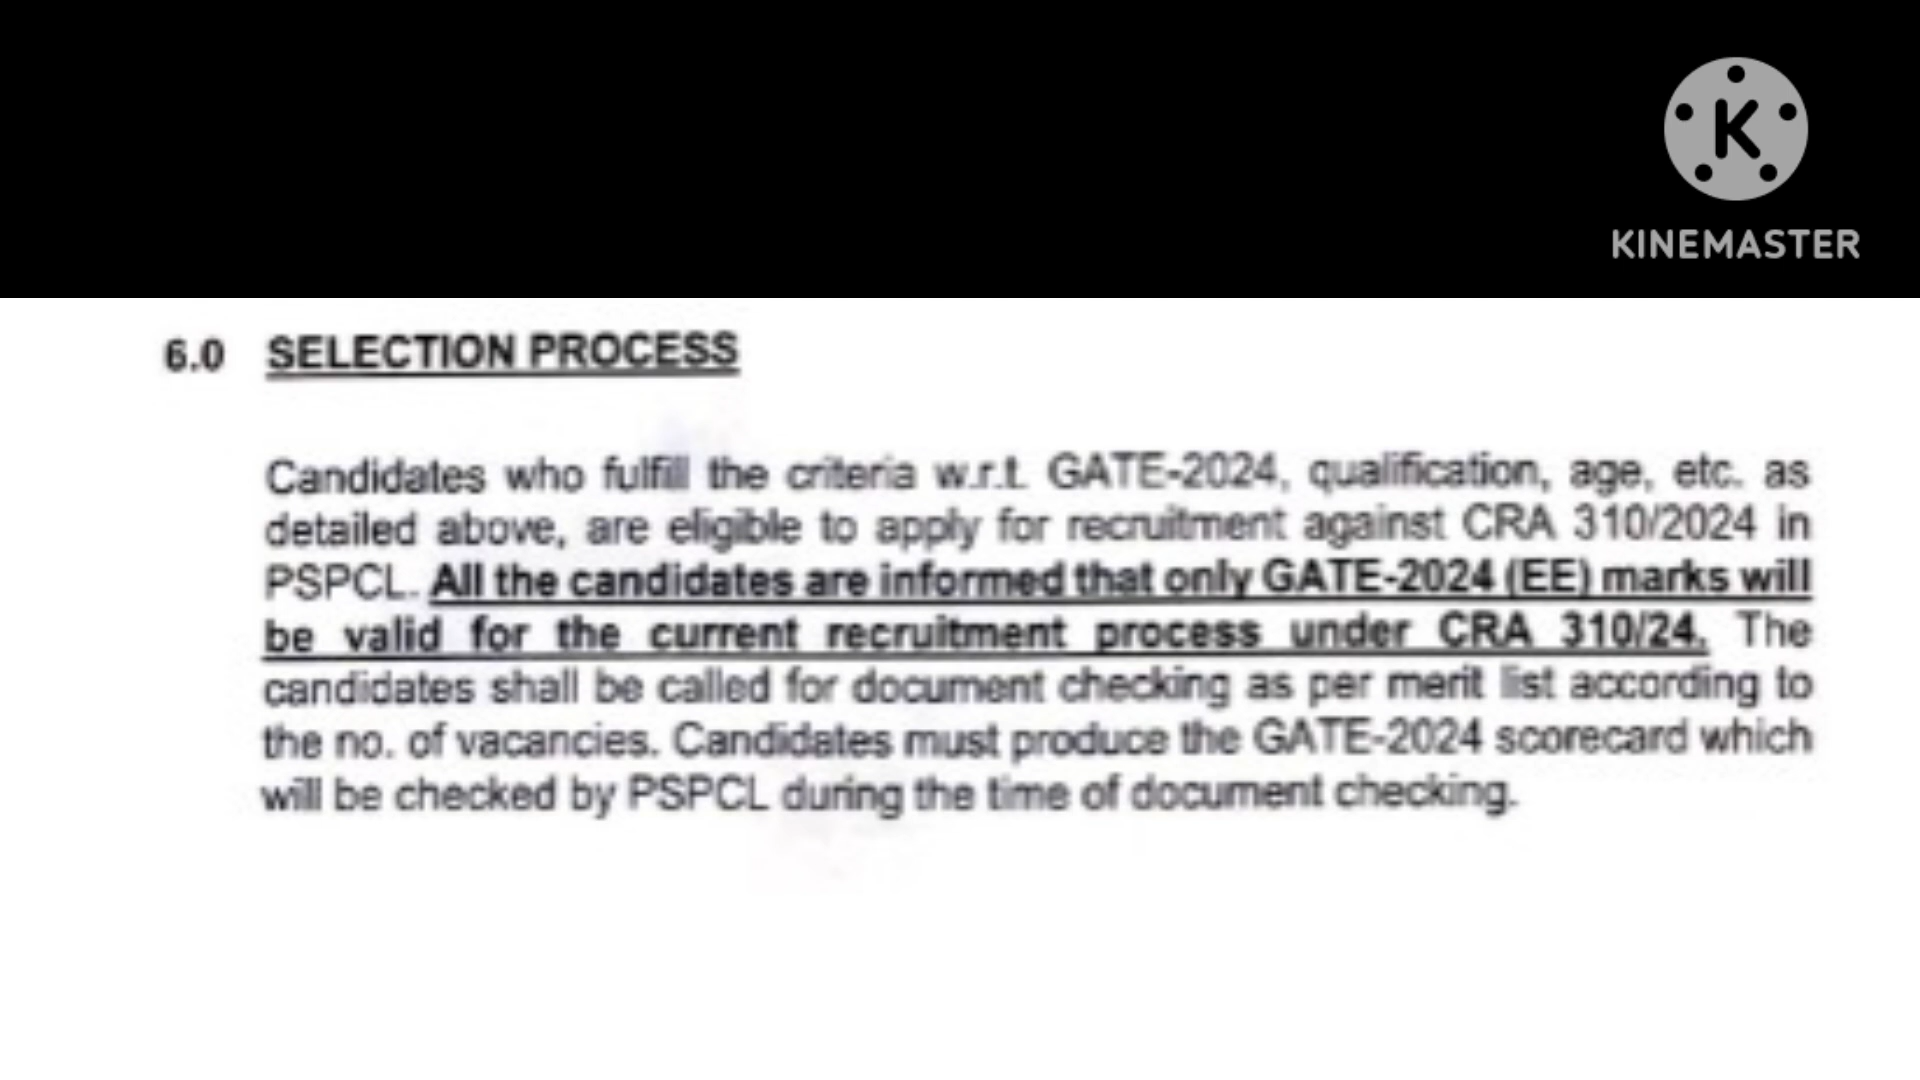 K
KINEMASTER
6.0 SELECTION PROCESS
Candidates who fulfill the criteria w.r.t. GATE-2024, qualification, age, etc. as
detailed above, are eligible to apply for recruitment against CRA 310/2024 in
PSPCL. All the candidates are informed that only GATE-2024 (EE) marks will
be valid for the current recruitment process under CRA 310/24. The
candidates shall be called for document checking as per merit list according to
the no. of vacancies. Candidates must produce the GATE-2024 scorecard which
will be checked by PSPCL during the time of document checking.